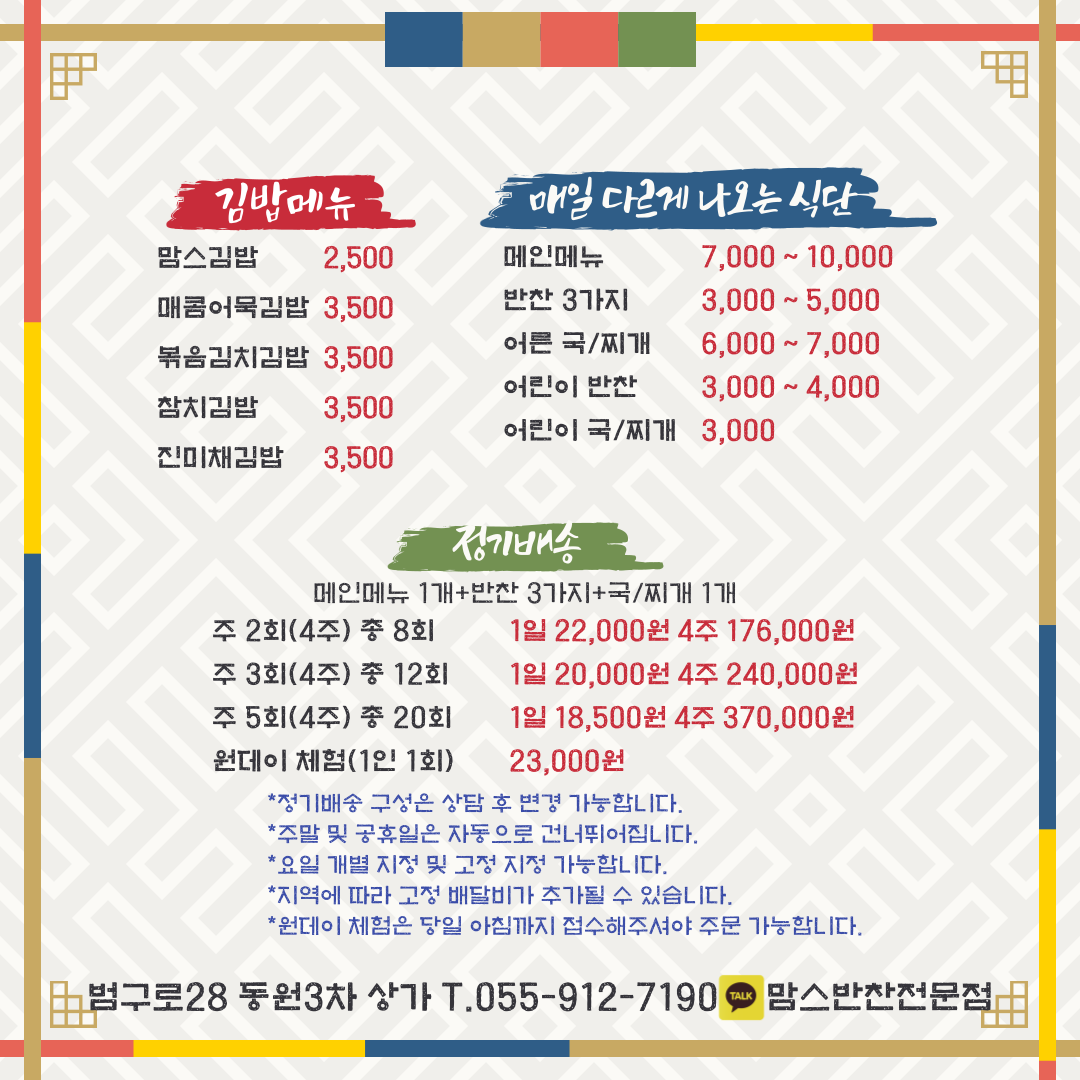 김밥메뉴
맘스김밥 2,500
매콤어묵김밥 3,500
볶음김치김밥 3,500
참치김밥 3,500
진미채김밥 3,500
매일 다르게 나오는 식단
메인메뉴 7,000 ~ 10,000
반찬 3가지 3,000 ~ 5,000
어른 국/찌개 6,000 ~ 7,000
어린이 반찬 3,000 ~ 4,000
어린이 국/찌개 3,000
정기배송
메인메뉴 1개+반찬 3가지+국/찌개 1개
주 2회(4주) 총 8회 1일 22,000원 4주 176,000원
주 3회(4주) 총 12회 1일 20,000원 4주 240,000원
주 5회(4주) 총 20회 1일 18,500원 4주 370,000원
원데이 체험(1인 1회) 23,000원
*정기배송 구성은 상담 후 변경 가능합니다.
*주말 및 공휴일은 자동으로 건너뛰어집니다.
*요일 개별 지정 및 고정 지정 가능합니다.
*지역에 따라 고정 배달비가 추가될 수 있습니다.
*원데이 체험은 당일 아침까지 접수해주셔야 주문 가능합니다.
범구로28 동원3차 상가 T.055-912-7190 TALK 맘스반찬전문점